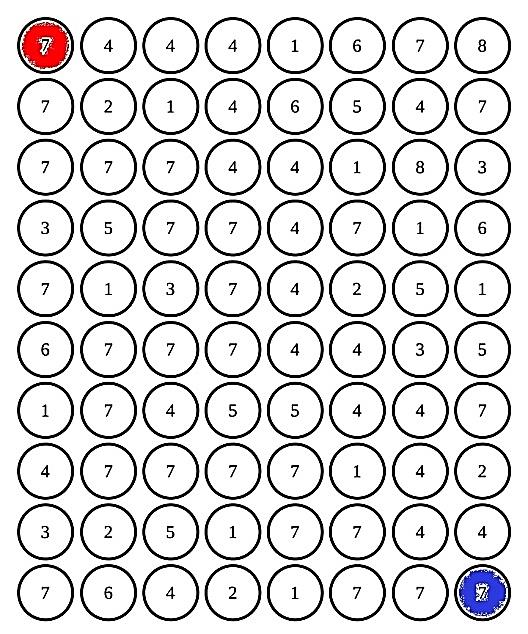 7 4 4 4 1 6 7 8
7 2 1 4 6 5 4 7
7 7 7 4 4 1 8 3
3 5 7 7 4 7 1 6
7 1 3 7 4 2 5 1
6 7 7 7 4 4 3 5
1 7 4 5 5 4 4 7
4 7 7 7 7 1 4 2
3 2 5 1 7 7 4 4
7 6 4 2 1 7 7 7